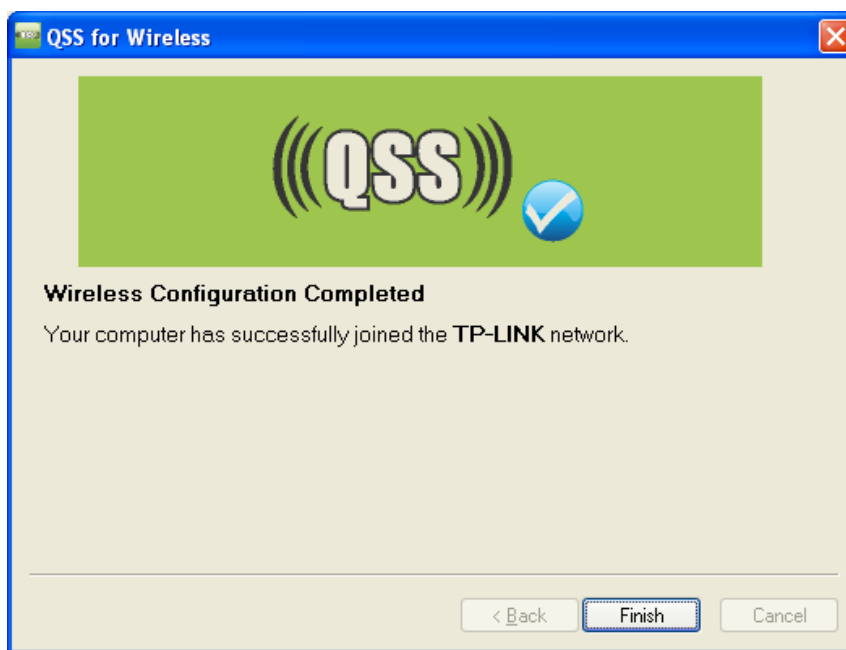 QSS for Wireless
(((QSS)))
Wireless Configuration Completed
Your computer has successfully joined the TP-LINK network.
< Back
Finish
Cancel